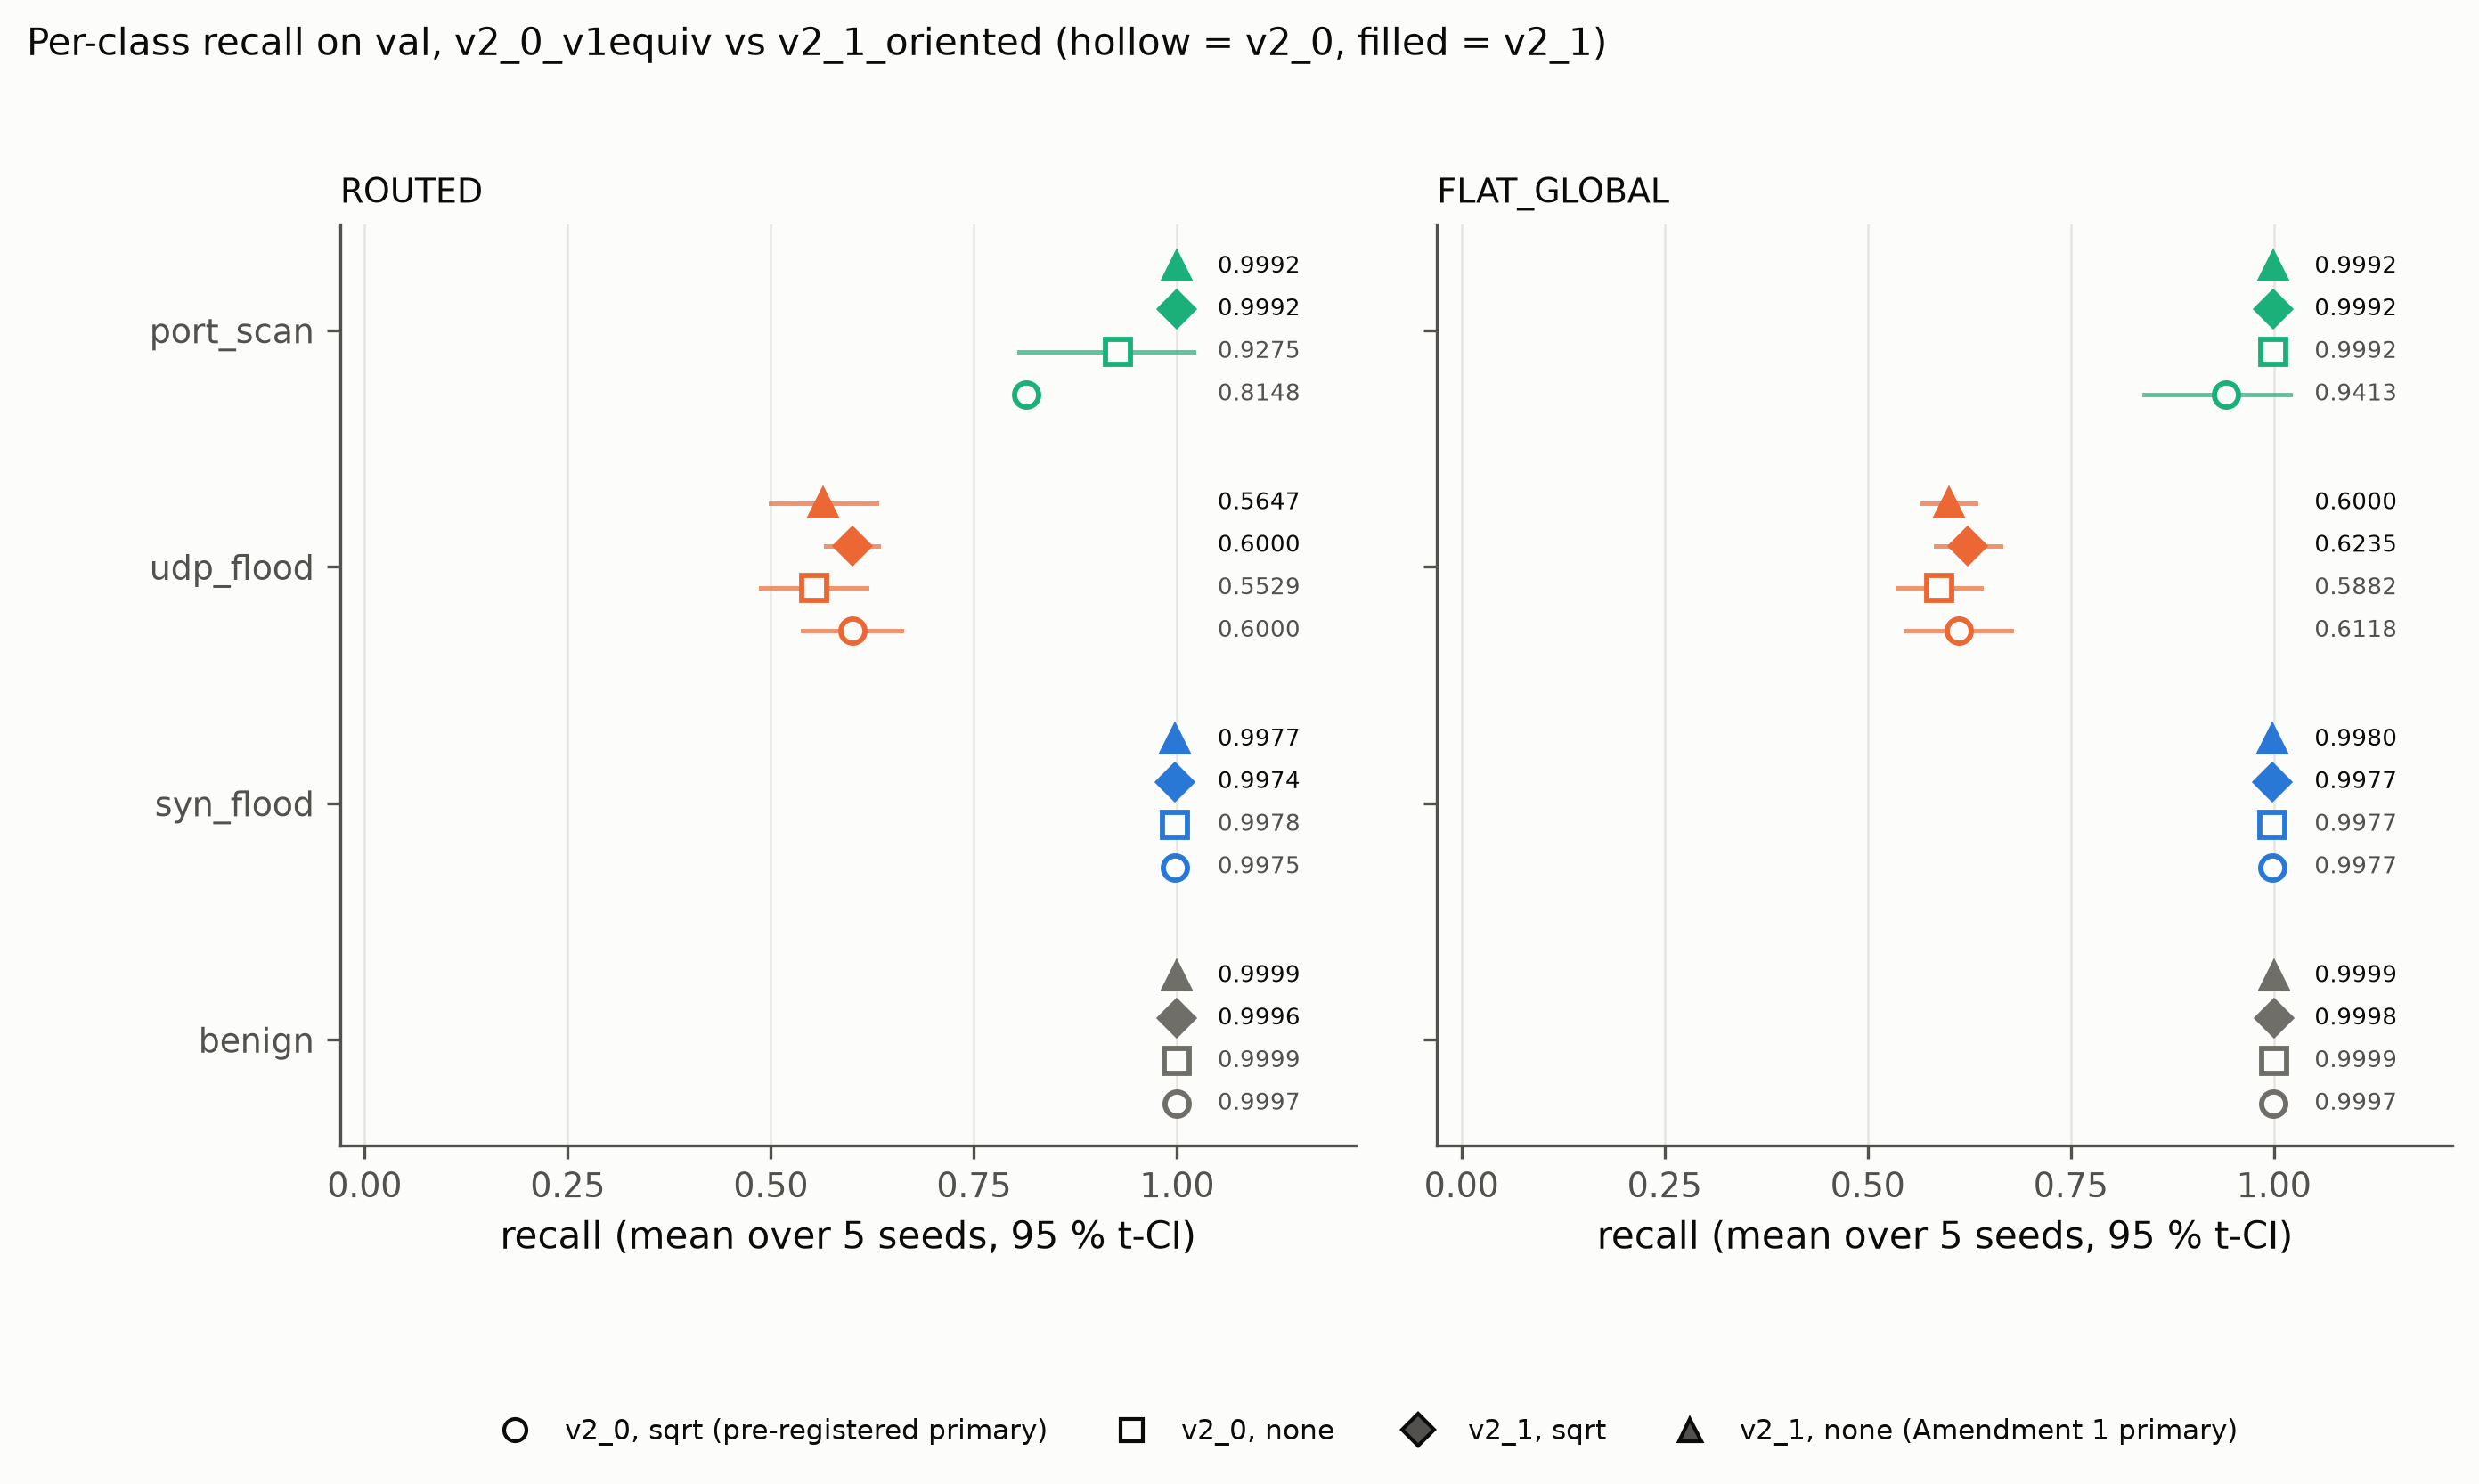 Per-class recall on val, v2_0_v1equiv vs v2_1_oriented (hollow = v2_0, filled = v2_1)
ROUTED
port_scan
0.9992
0.9992
0.9275
0.8148
udp_flood
0.5647
0.6000
0.5529
0.6000
syn_flood
0.9977
0.9974
0.9978
0.9975
benign
0.9999
0.9996
0.9999
0.9997
0.00 0.25 0.50 0.75 1.00
recall (mean over 5 seeds, 95 % t-CI)
FLAT_GLOBAL
0.9992
0.9992
0.9992
0.9413
0.6000
0.6235
0.5882
0.6118
0.9980
0.9977
0.9977
0.9977
0.9999
0.9998
0.9999
0.9997
0.00 0.25 0.50 0.75 1.00
recall (mean over 5 seeds, 95 % t-CI)
v2_0, sqrt (pre-registered primary) v2_0, none v2_1, sqrt v2_1, none (Amendment 1 primary)